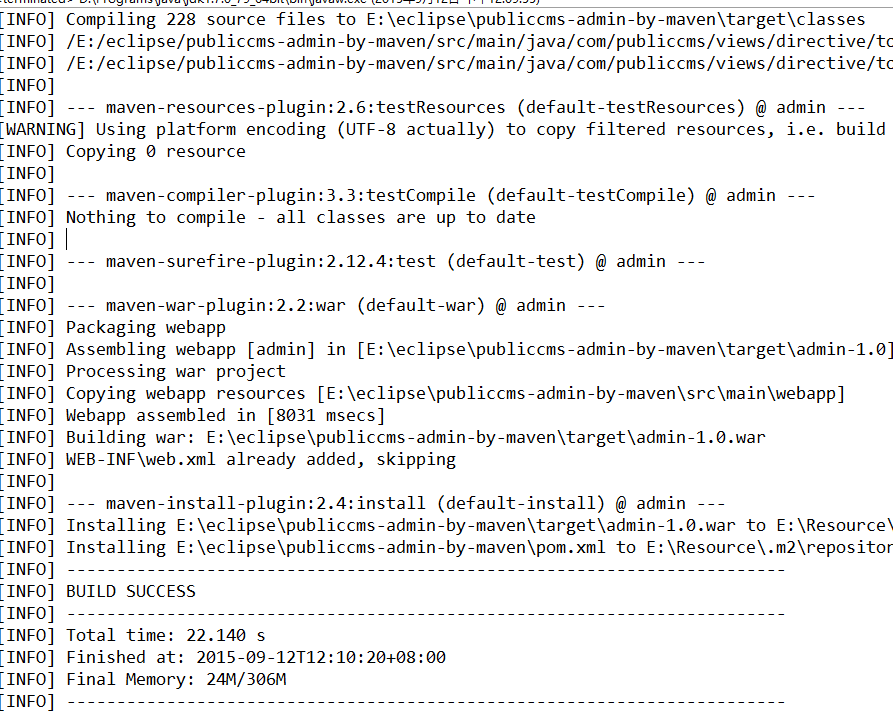 [INFO] Compiling 228 source files to E:\eclipse\publiccms-admin-by-maven\target\classes
[INFO] /E:/eclipse/publiccms-admin-by-maven/src/main/java/com/publiccms/views/directive/to
[INFO] /E:/eclipse/publiccms-admin-by-maven/src/main/java/com/publiccms/views/directive/to
[INFO]
[INFO] --- maven-resources-plugin:2.6:testResources (default-testResources) @ admin ---
[WARNING] Using platform encoding (UTF-8 actually) to copy filtered resources, i.e. build
[INFO] Copying 0 resource
[INFO]
[INFO] --- maven-compiler-plugin:3.3:testCompile (default-testCompile) @ admin ---
[INFO] Nothing to compile - all classes are up to date
[INFO]
[INFO] --- maven-surefire-plugin:2.12.4:test (default-test) @ admin ---
[INFO]
[INFO] --- maven-war-plugin:2.2:war (default-war) @ admin ---
[INFO] Packaging webapp
[INFO] Assembling webapp [admin] in [E:\eclipse\publiccms-admin-by-maven\target\admin-1.0]
[INFO] Processing war project
[INFO] Copying webapp resources [E:\eclipse\publiccms-admin-by-maven\src\main\webapp]
[INFO] Webapp assembled in [8031 msecs]
[INFO] Building war: E:\eclipse\publiccms-admin-by-maven\target\admin-1.0.war
[INFO] WEB-INF\web.xml already added, skipping
[INFO]
[INFO] --- maven-install-plugin:2.4:install (default-install) @ admin ---
[INFO] Installing E:\eclipse\publiccms-admin-by-maven\target\admin-1.0.war to E:\Resource\
[INFO] Installing E:\eclipse\publiccms-admin-by-maven\pom.xml to E:\Resource\.m2\repositor
[INFO] ------------------------------------------------------------------------
[INFO] BUILD SUCCESS
[INFO] ------------------------------------------------------------------------
[INFO] Total time: 22.140 s
[INFO] Finished at: 2015-09-12T12:10:20+08:00
[INFO] Final Memory: 24M/306M
[INFO] ------------------------------------------------------------------------